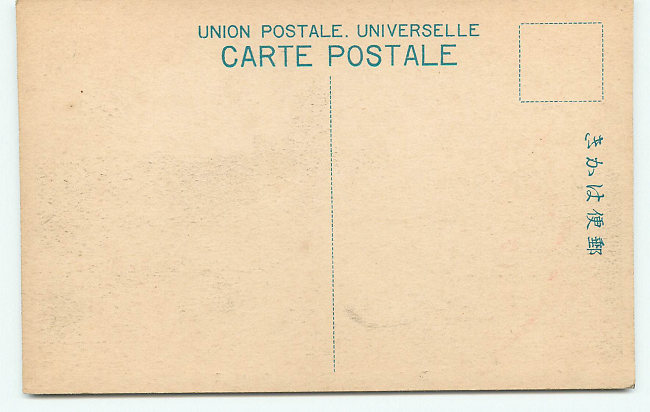 UNION POSTALE. UNIVERSELLE
CARTE POSTALE
郵便はかき